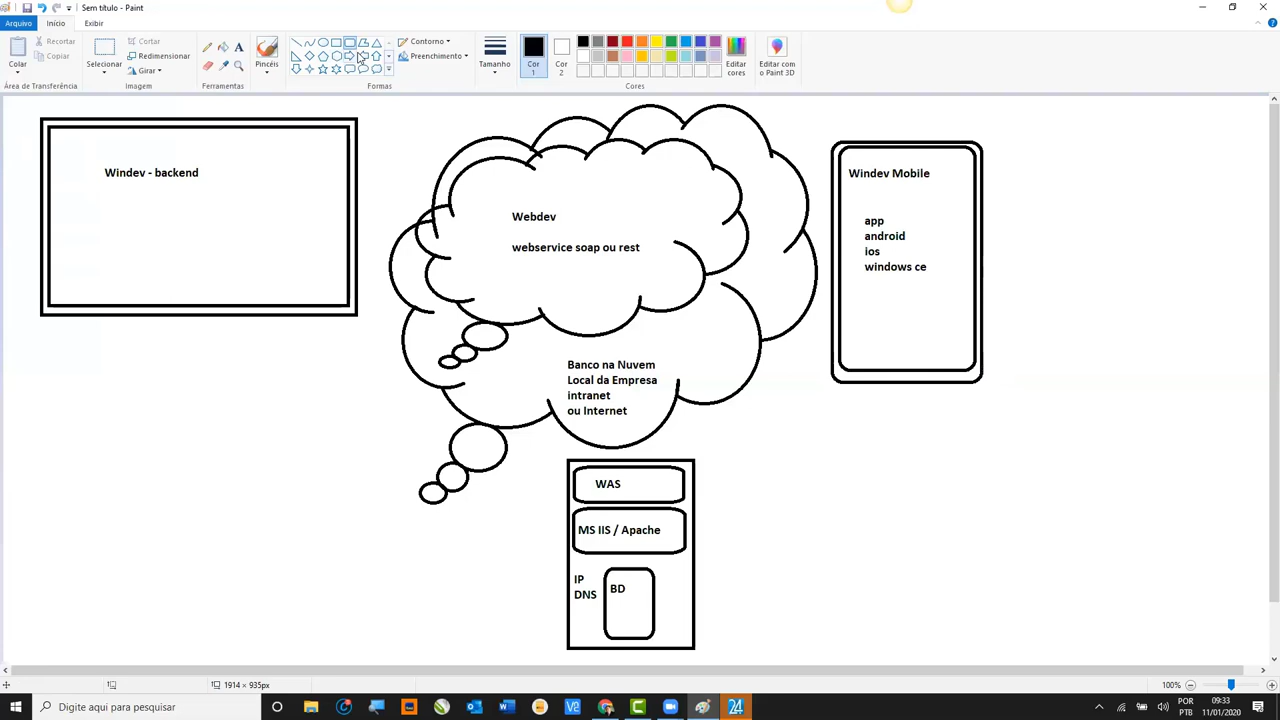 Sem título - Paint
Arquivo
Início
Exibir
Colar
Recortar
Copiar
Área de Transferência
Selecionar
Cortar
Redimensionar
Girar
Imagem
A
Ferramentas
Pincéis
Formas
Contorno
Preenchimento
Tamanho
Cor
1
Cor
2
Cores
Editar
cores
Editar com
o Paint 3D
Windev - backend
Webdev
webservice soap ou rest
Banco na Nuvem
Local da Empresa
intranet
ou Internet
Windev Mobile
app
android
ios
windows ce
WAS
MS IIS / Apache
IP
DNS
BD
1914 × 935px
100%
Digite aqui para pesquisar
24
POR
PTB
09:33
11/01/2020